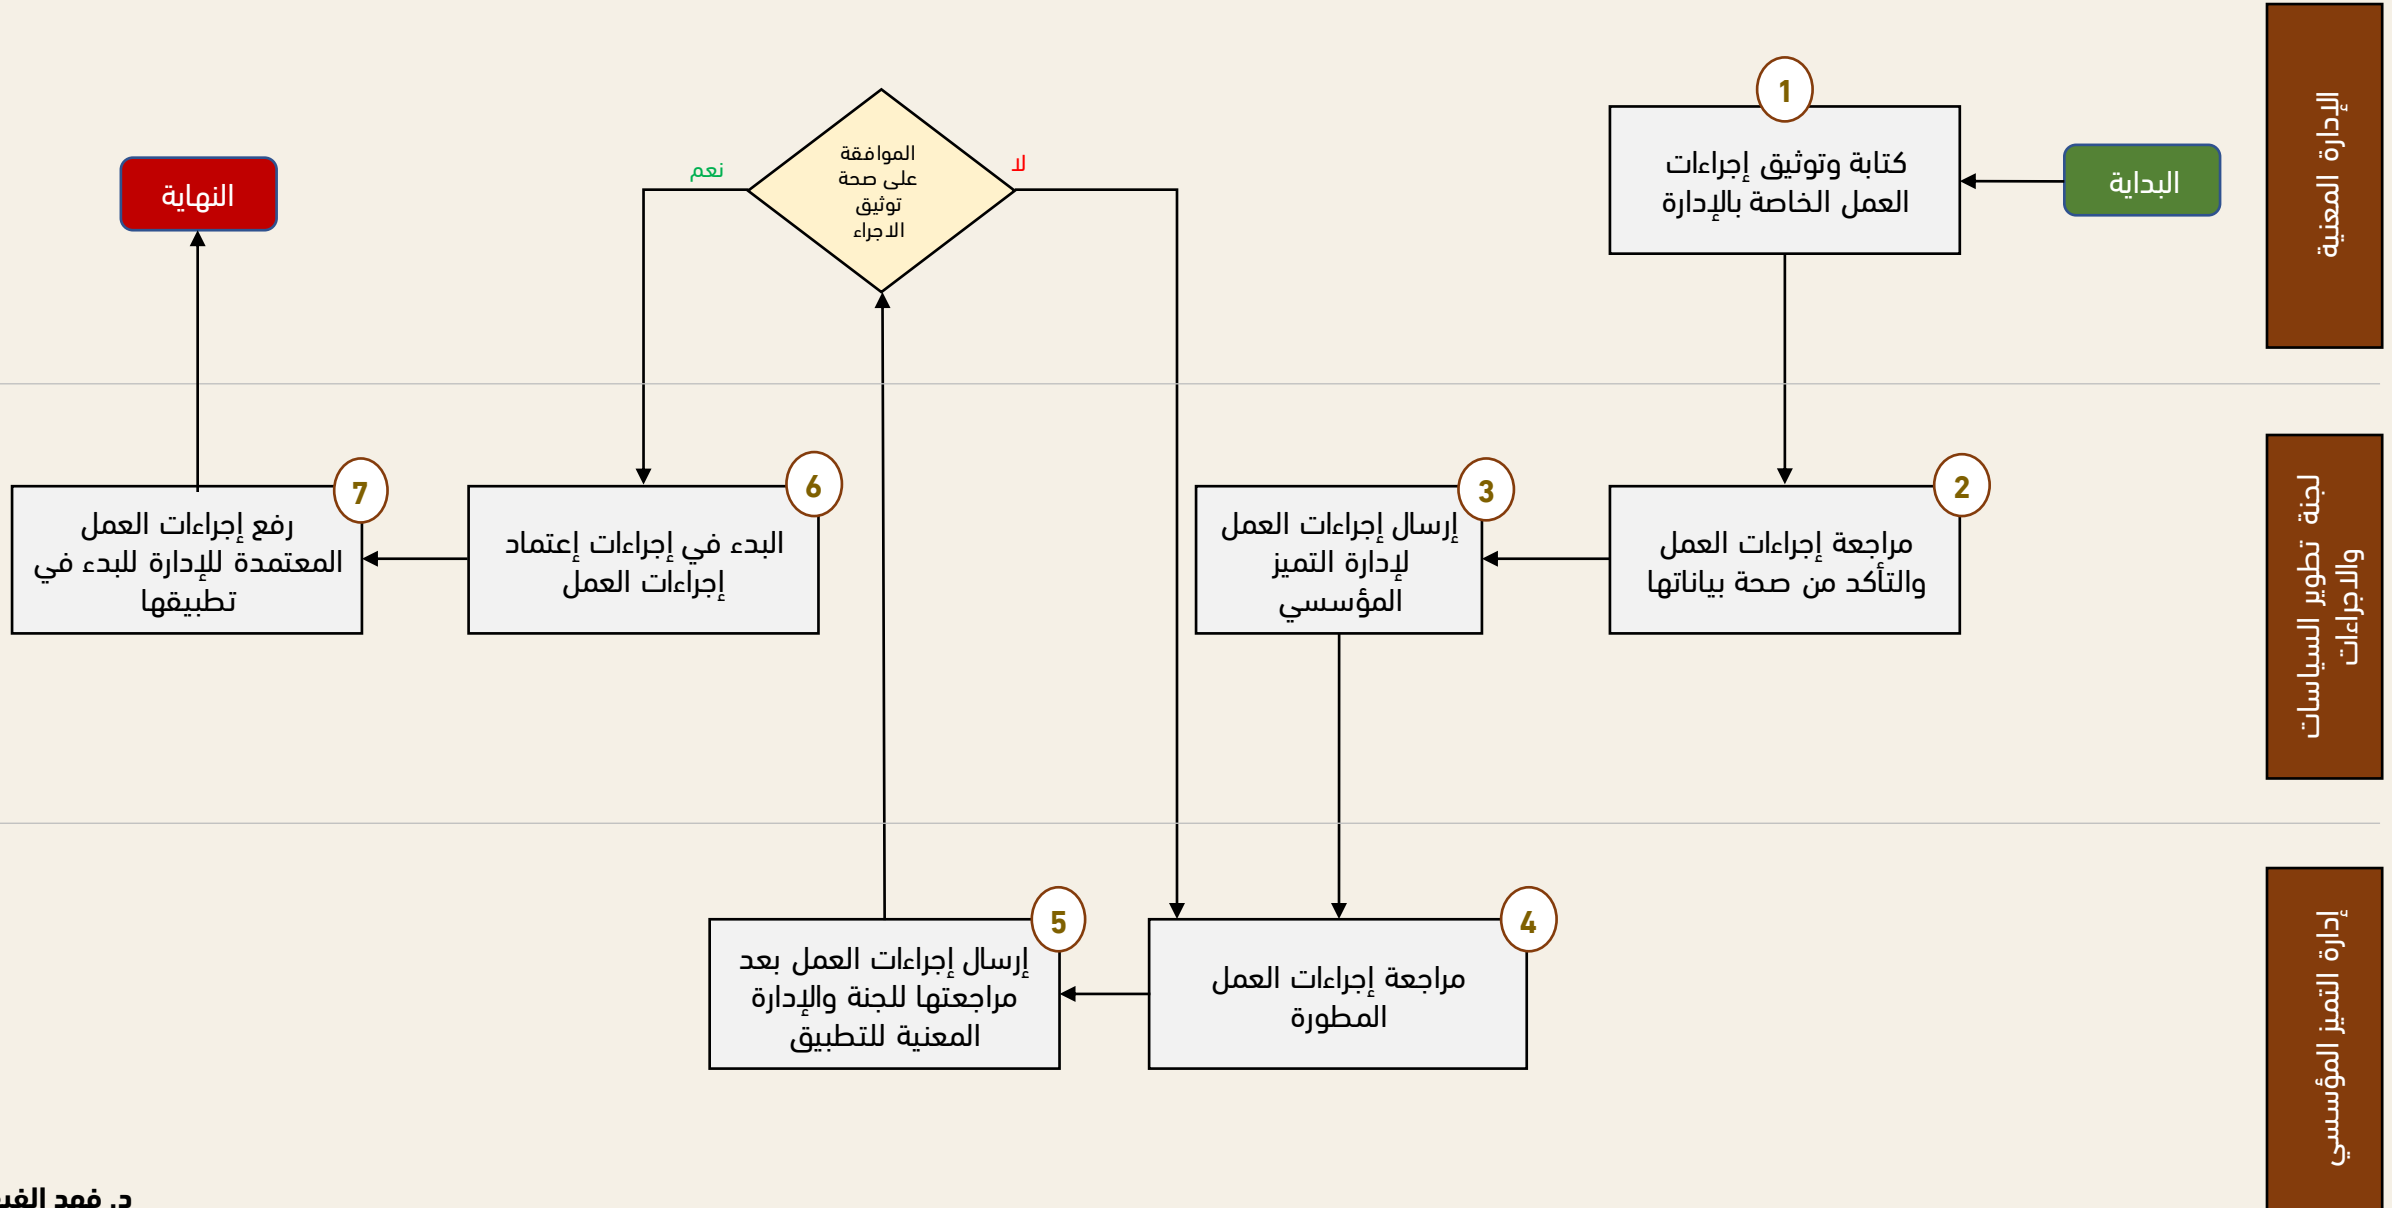 الإدارة المعنية
البداية
1
كتابة وتوثيق إجراءات
العمل الخاصة بالإدارة
لا
الموافقة
على صحة
توثيق
الاجراء
نعم
النهاية
لجنة تطوير السياسات
والاجراءات
2
مراجعة إجراءات العمل
والتأكد من صحة بياناتها
3
إرسال إجراءات العمل
لإدارة التميز
المؤسسي
6
البدء في إجراءات إعتماد
إجراءات العمل
7
رفع إجراءات العمل
المعتمدة للإدارة للبدء في
تطبيقها
إدارة التميز المؤسسي
4
مراجعة إجراءات العمل
المطورة
5
إرسال إجراءات العمل بعد
مراجعتها للجنة والإدارة
المعنية للتطبيق
د. فهد